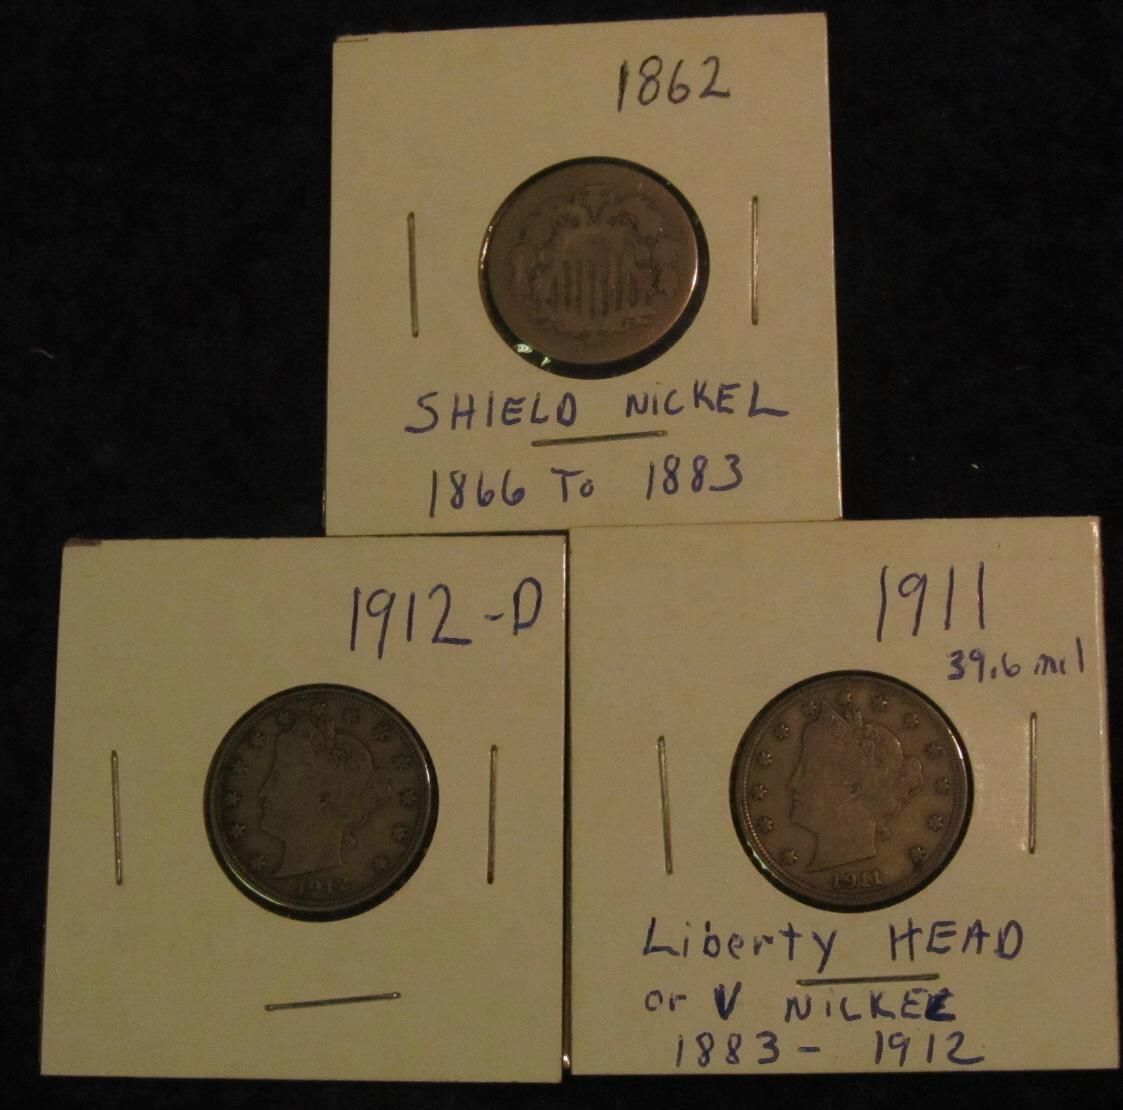 1862
SHIELD NICKEL
1866 To 1883
1912-D
1912
1911
39.6 mil
1911
Liberty HEAD
or V NICKEL
1883 - 1912